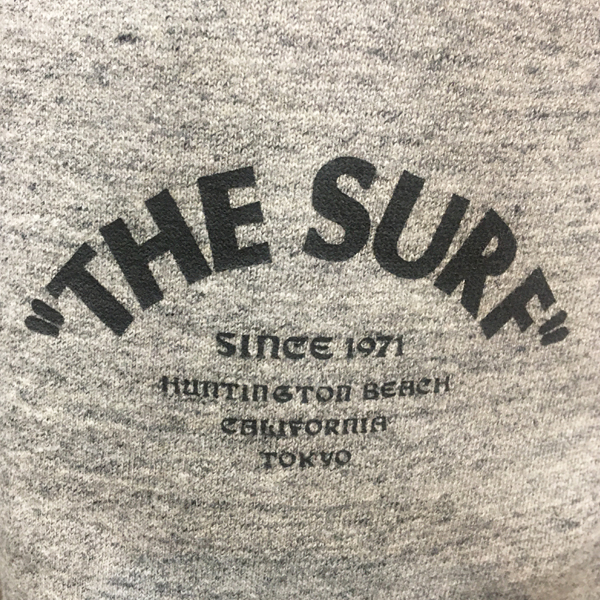 "THE SURF"
SINCE 1971
HUNTINGTON BEACH
CALIFORNIA
TOKYO